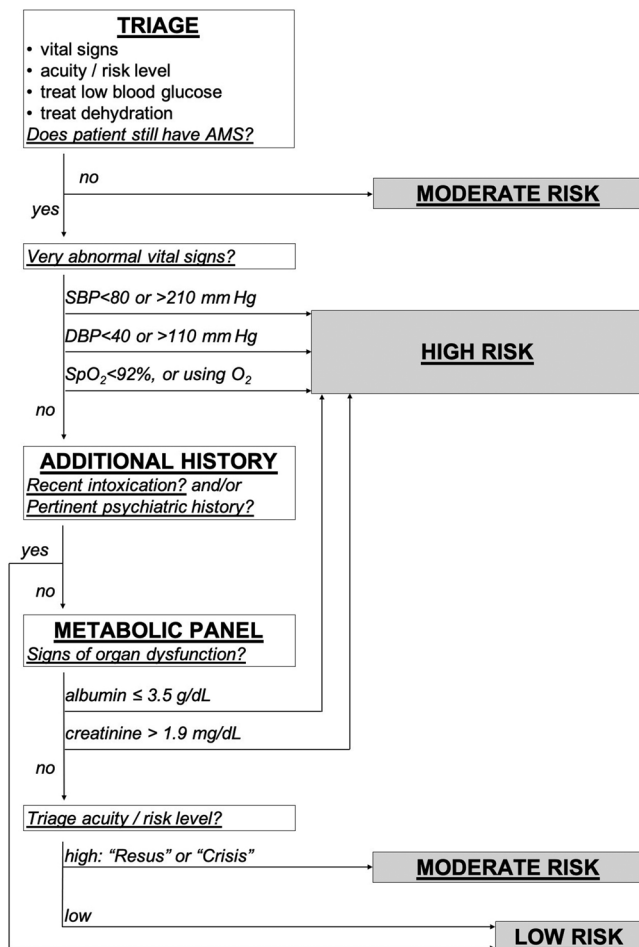 TRIAGE
• vital signs
• acuity / risk level
• treat low blood glucose
• treat dehydration
Does patient still have AMS?
no
MODERATE RISK
yes
Very abnormal vital signs?
SBP<80 or >210 mm Hg
DBP<40 or >110 mm Hg
HIGH RISK
SpO₂<92%, or using O₂
no
ADDITIONAL HISTORY
Recent intoxication? and/or
Pertinent psychiatric history?
yes
no
METABOLIC PANEL
Signs of organ dysfunction?
albumin ≤ 3.5 g/dL
creatinine > 1.9 mg/dL
no
Triage acuity / risk level?
high: “Resus” or “Crisis”
MODERATE RISK
low
LOW RISK